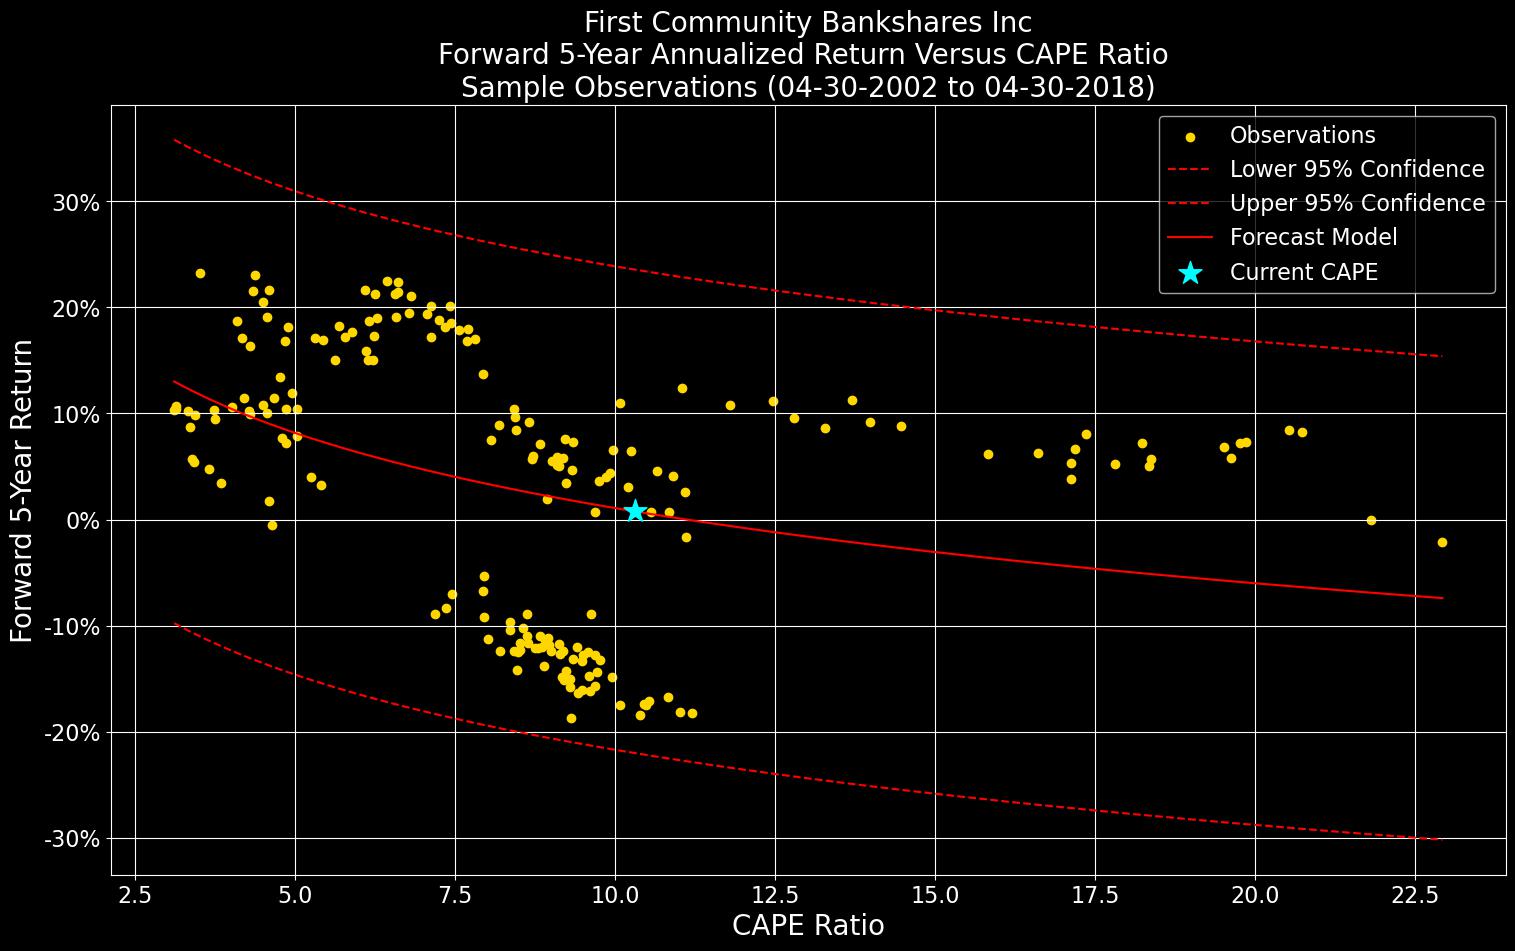 First Community Bankshares Inc
Forward 5-Year Annualized Return Versus CAPE Ratio
Sample Observations (04-30-2002 to 04-30-2018)
Observations
Lower 95% Confidence
Upper 95% Confidence
Forecast Model
Current CAPE
Forward 5-Year Return
30%
20%
10%
0%
-10%
-20%
-30%
2.5 5.0 7.5 10.0 12.5 15.0 17.5 20.0 22.5
CAPE Ratio